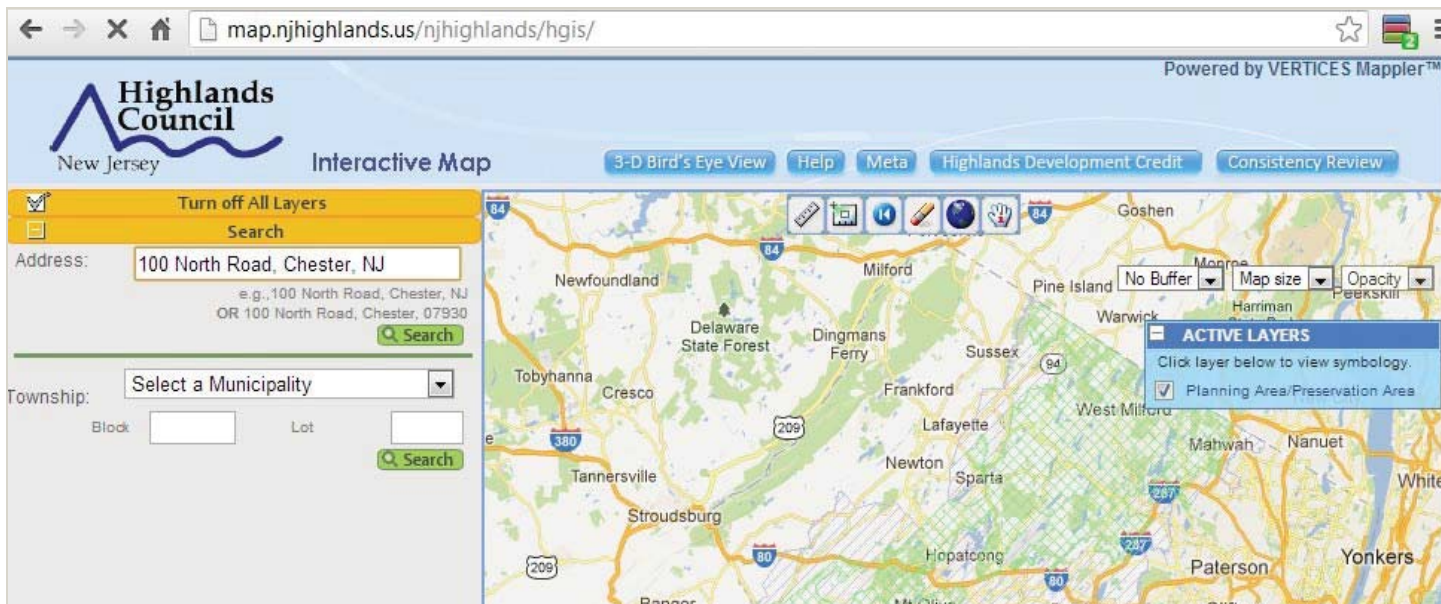 map.njhighlands.us/njhighlands/hgis/
2
Powered by VERTICES Mappler™
Highlands
Council
New Jersey
Interactive Map
3-D Bird's Eye View
Help
Meta
Highlands Development Credit
Consistency Review
Turn off All Layers
Search
Address:
100 North Road, Chester, NJ
e.g.,100 North Road, Chester, NJ
OR 100 North Road, Chester, 07930
Search
Township:
Select a Municipality
Block
Lot
Search
84
84
84
Goshen
Newfoundland
Milford
Pine Island
Monroe
No Buffer
Map size
Opacity
Peekskill
Warwick
Harriman
Delaware
State Forest
Dingmans
Ferry
Sussex
94
ACTIVE LAYERS
Click layer below to view symbology.
Planning Area/Preservation Area
Tobyhanna
Cresco
Frankford
West Milford
209
Lafayette
380
Mahwah
Nanuet
Tannersville
Newton
Sparta
White
287
Stroudsburg
Hopatcong
287
80
209
80
Paterson
Yonkers
Bangor
Mt Olive